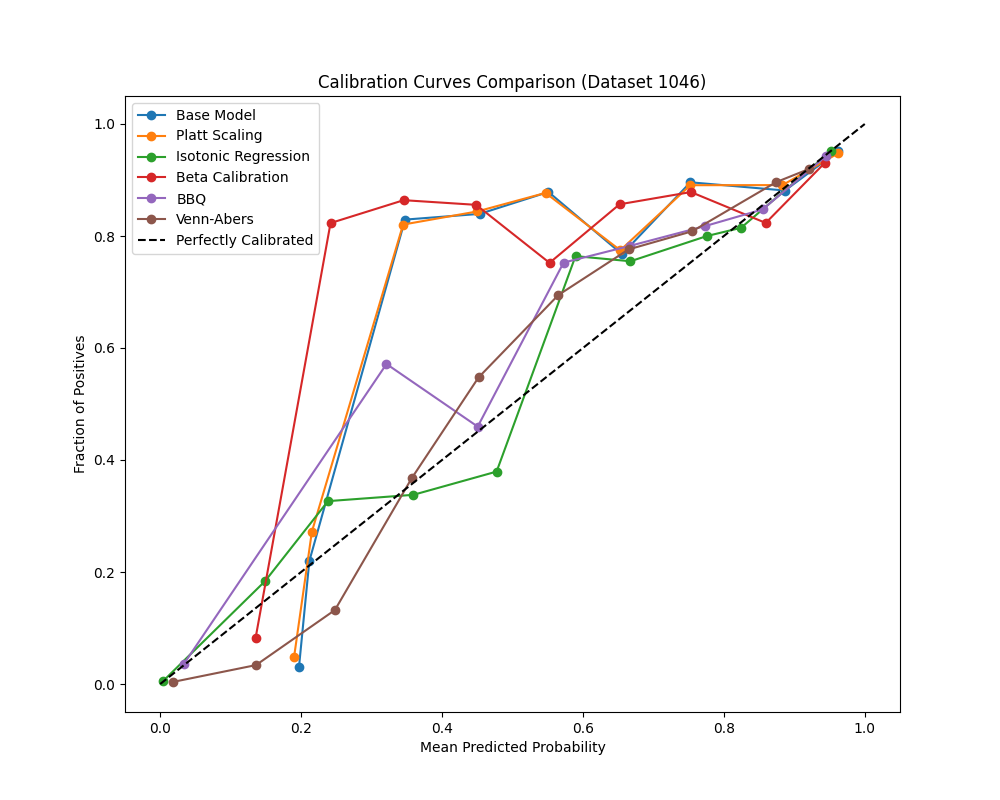 Calibration Curves Comparison (Dataset 1046)
Base Model
Platt Scaling
Isotonic Regression
Beta Calibration
BBQ
Venn-Abers
Perfectly Calibrated
Fraction of Positives
1.0
0.8
0.6
0.4
0.2
0.0
0.0 0.2 0.4 0.6 0.8 1.0
Mean Predicted Probability